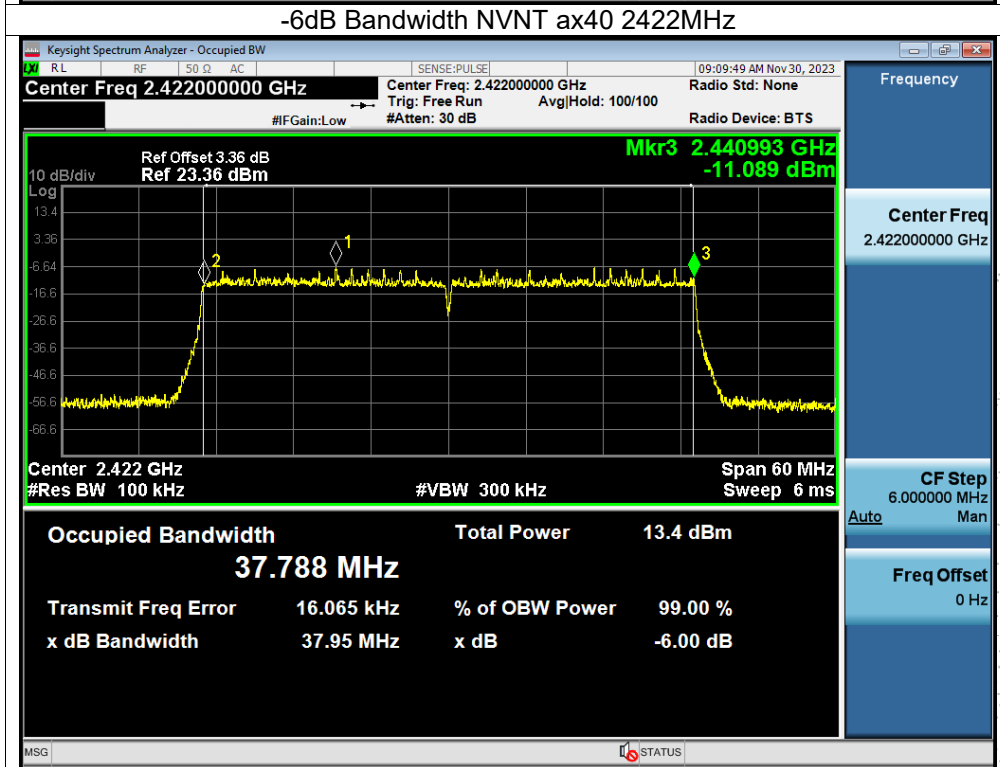 -6dB Bandwidth NVNT ax40 2422MHz
Keysight Spectrum Analyzer - Occupied BW
LXI RL RF 50 Ω AC SENSE:PULSE 09:09:49 AM Nov 30, 2023
Center Freq 2.422000000 GHz
Center Freq: 2.422000000 GHz Radio Std: None
Trig: Free Run Avg|Hold: 100/100
#IFGain:Low #Atten: 30 dB Radio Device: BTS
Frequency
Mkr3 2.440993 GHz
-11.089 dBm
Ref Offset 3.36 dB
10 dB/div Ref 23.36 dBm
Log
13.4
3.36
-6.64
-16.6
-26.6
-36.6
-46.6
-56.6
-66.6
1
2
3
Center 2.422 GHz Span 60 MHz
#Res BW 100 kHz #VBW 300 kHz Sweep 6 ms
Center Freq
2.422000000 GHz
CF Step
6.000000 MHz
Auto Man
Freq Offset
0 Hz
Occupied Bandwidth Total Power 13.4 dBm
37.788 MHz
Transmit Freq Error 16.065 kHz % of OBW Power 99.00 %
x dB Bandwidth 37.95 MHz x dB -6.00 dB
MSG STATUS